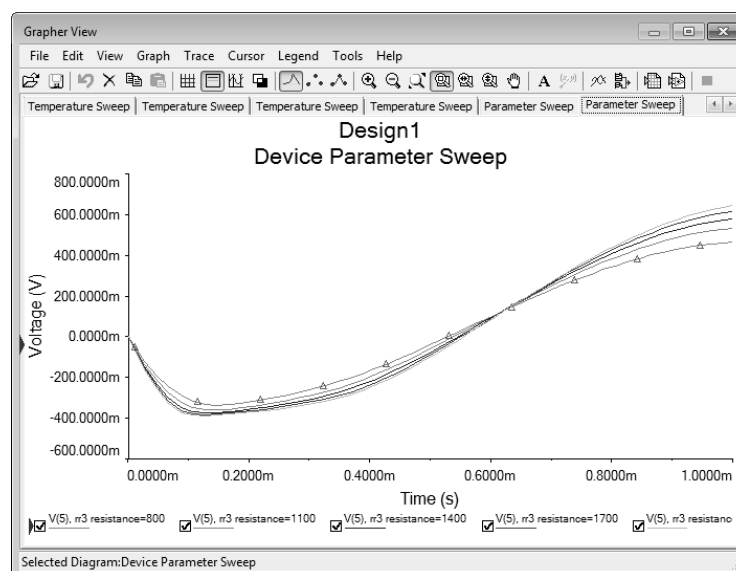 Grapher View
File Edit View Graph Trace Cursor Legend Tools Help
A
Temperature Sweep Temperature Sweep Temperature Sweep Temperature Sweep Parameter Sweep Parameter Sweep
Design1
Device Parameter Sweep
Voltage (V)
800.0000m
600.0000m
400.0000m
200.0000m
0.0000m
-200.0000m
-400.0000m
-600.0000m
0.0000m 0.2000m 0.4000m 0.6000m 0.8000m 1.0000m
Time (s)
V(5), rr3 resistance=800 V(5), rr3 resistance=1100 V(5), rr3 resistance=1400 V(5), rr3 resistance=1700 V(5), rr3 resistanc
Selected Diagram:Device Parameter Sweep